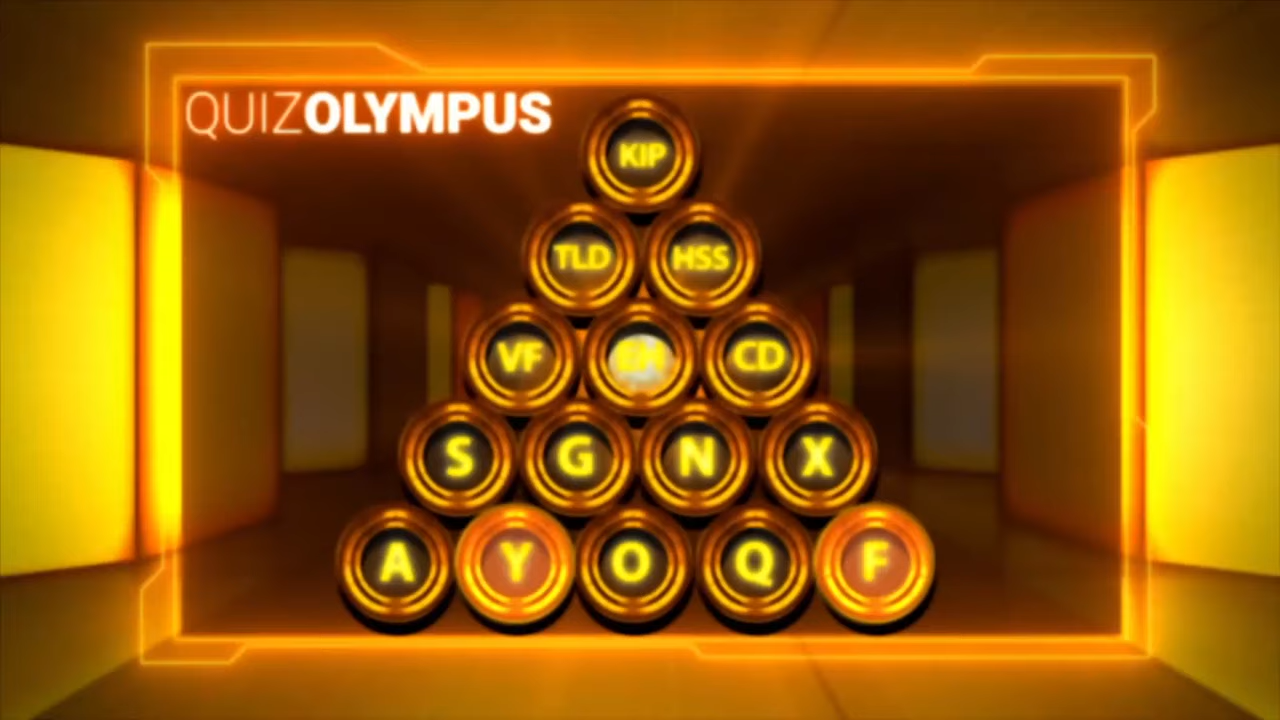 QUIZOLYMPUS
KIP
TLD HSS
VF CD
S G N X
A Y O Q F